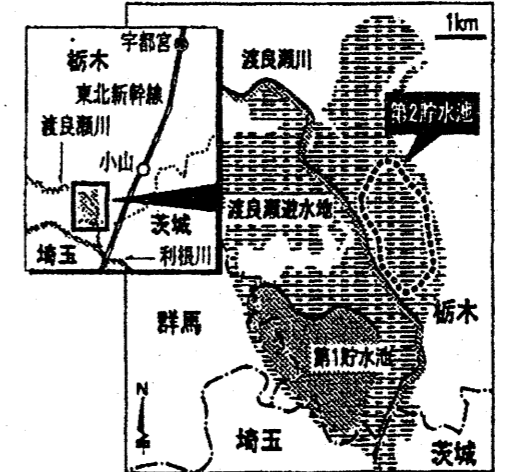 宇都宮
栃木
東北新幹線
渡良瀬川
小山
茨城
埼玉
利根川
1km
渡良瀬川
第2貯水池
渡良瀬遊水地
栃木
群馬
第1貯水池
N
埼玉
茨城